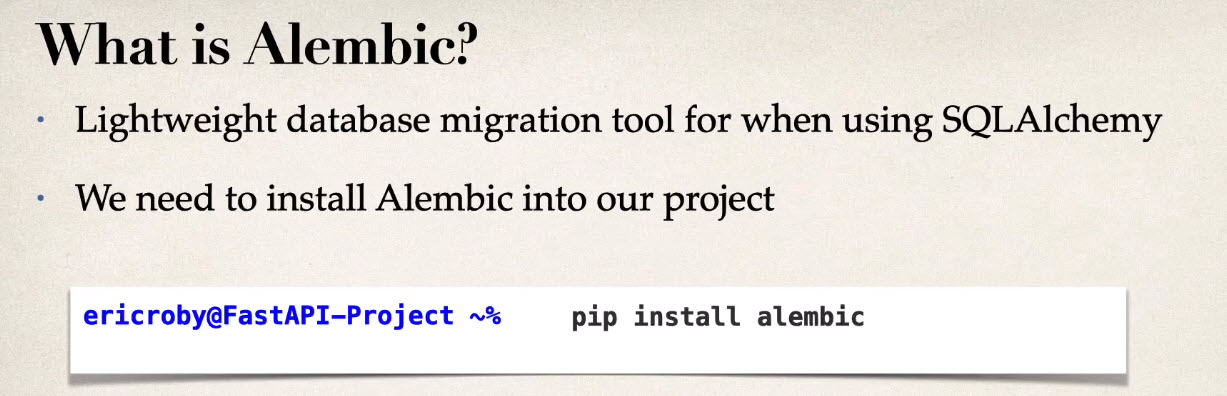 What is Alembic?
• Lightweight database migration tool for when using SQLAlchemy
• We need to install Alembic into our project
ericroby@FastAPI-Project ~% pip install alembic